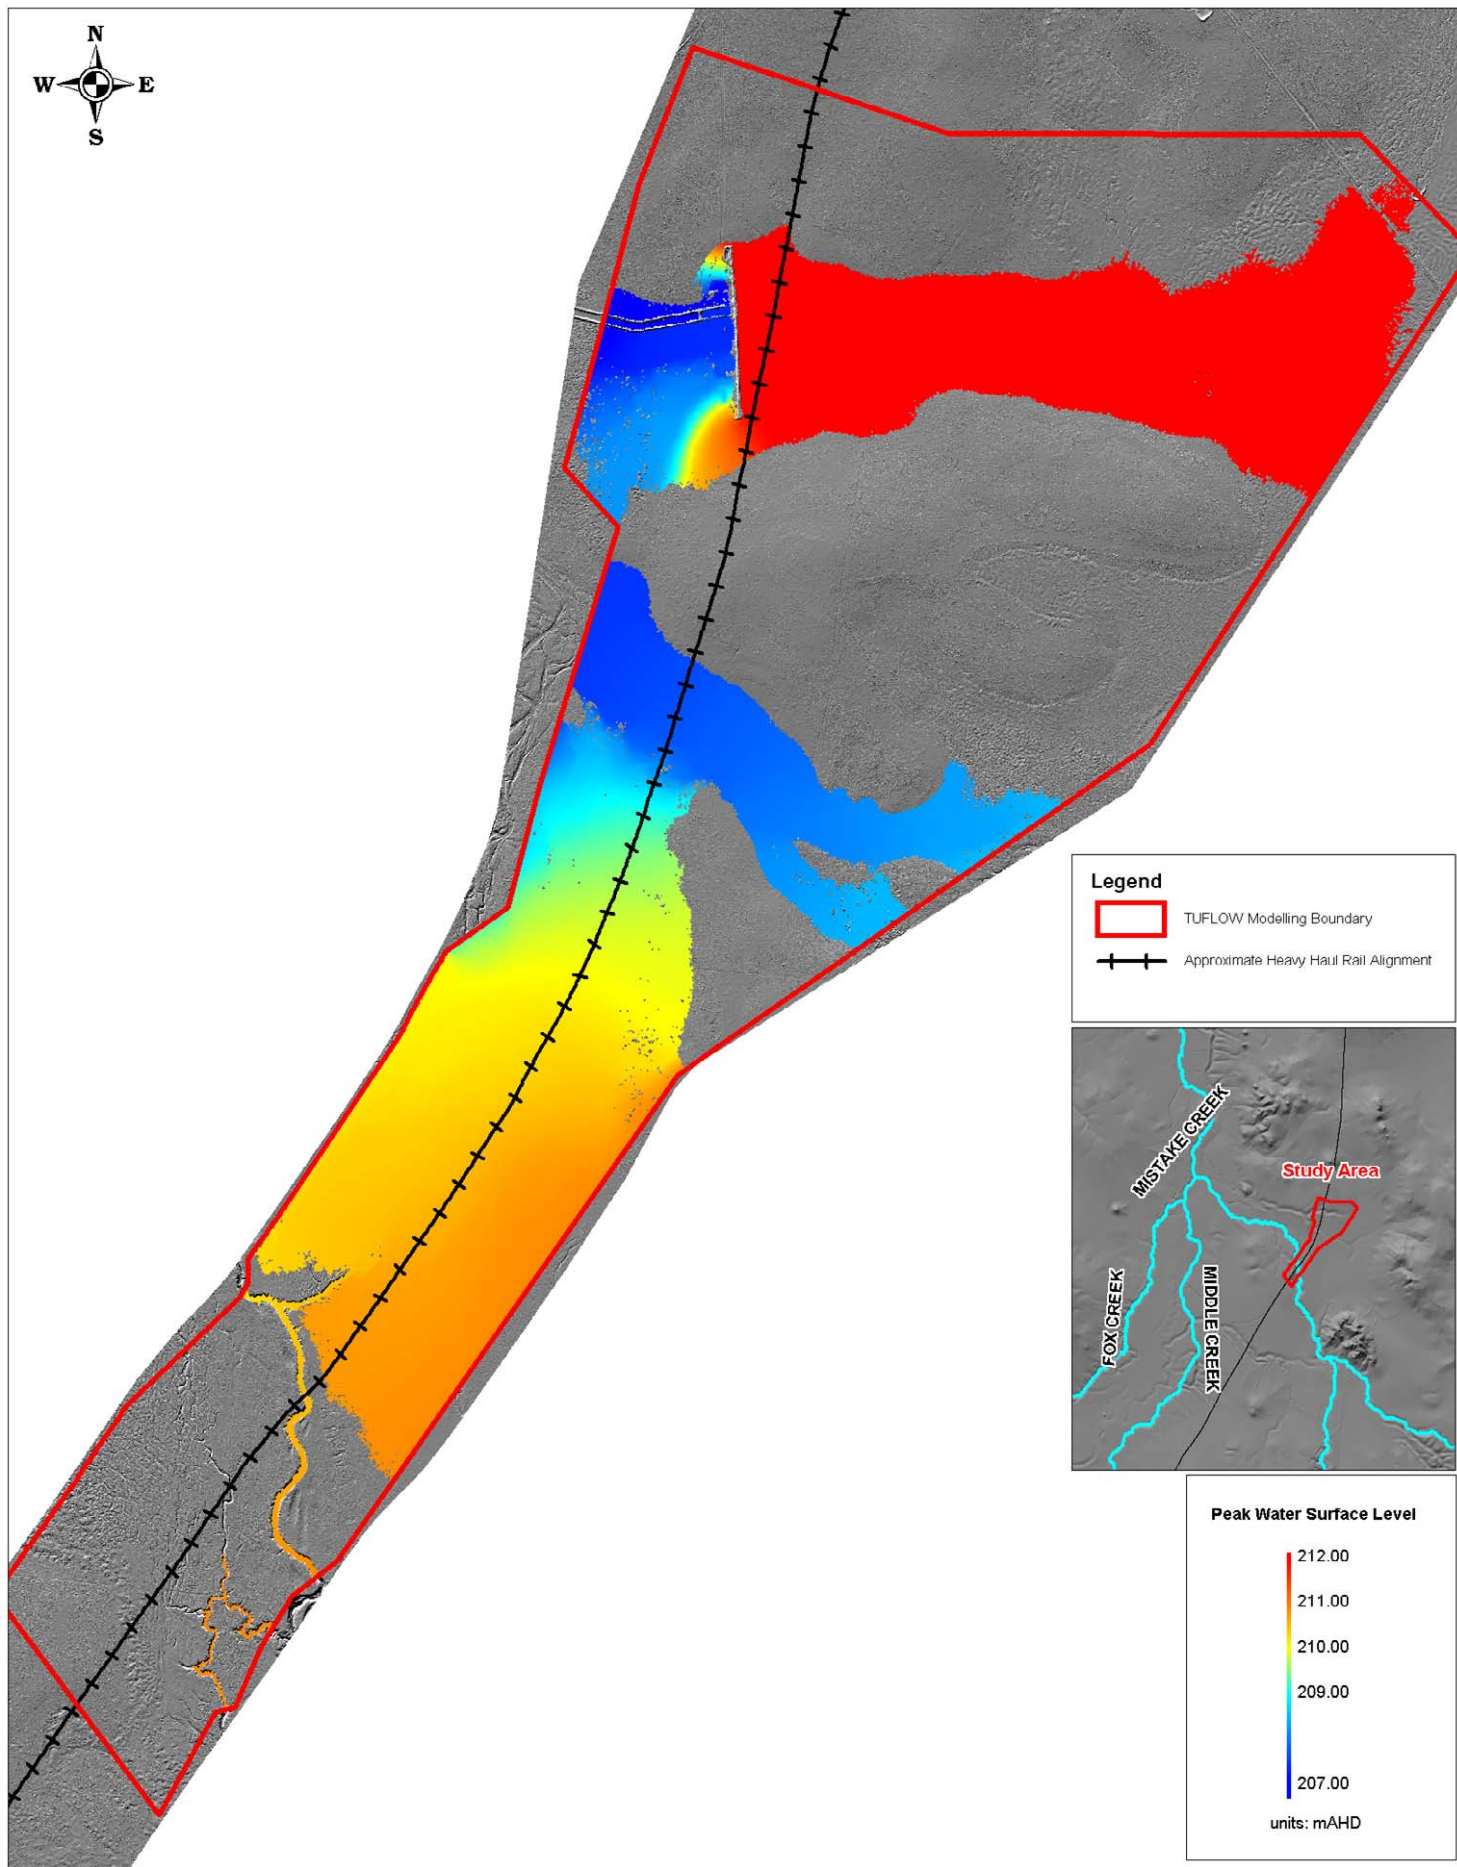 N
W E
S
Legend
TUFLOW Modelling Boundary
Approximate Heavy Haul Rail Alignment
MISTAKE CREEK
Study Area
FOX CREEK
MIDDLE CREEK
Peak Water Surface Level
212.00
211.00
210.00
209.00
207.00
units: mAHD